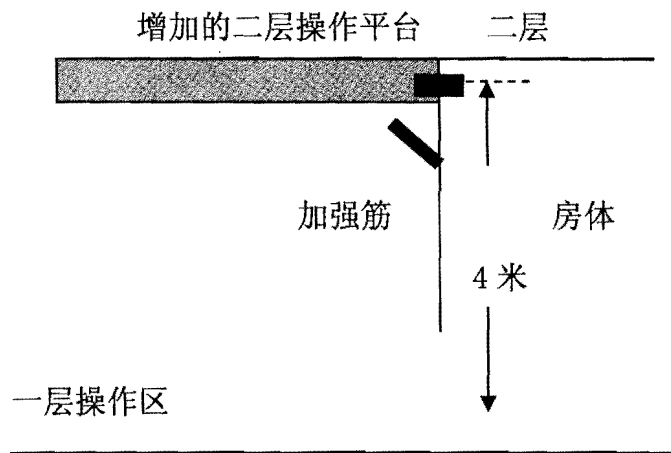 增加的二层操作平台 二层
加强筋
房体
4米
一层操作区